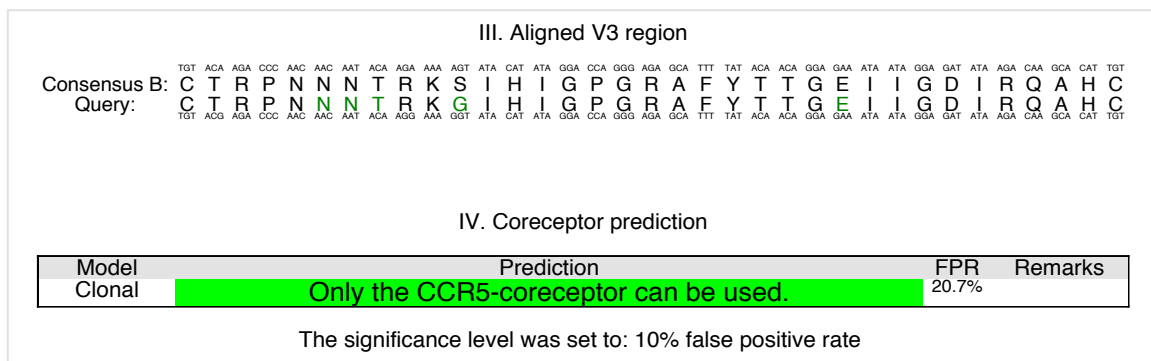 III. Aligned V3 region
TGT ACA AGA CCC AAC AAC AAT ACA AGA AAA AGT ATA CAT ATA GGA CCA GGG AGA GCA TTT TAT ACA ACA GGA GAA ATA ATA GGA GAT ATA AGA CAA GCA CAT TGT
Consensus B: C T R P N N N T R K S I H I G P G R A F Y T T G E I I G D I R Q A H C
Query: C T R P N N N T R K G I H I G P G R A F Y T T G E I I G D I R Q A H C
TGT ACG AGA CCC AAC AAC AAT ACA AGG AAA GGT ATA CAT ATA GGA CCA GGG AGA GCA TTT TAT ACA ACA GGA GAA ATA ATA GGA GAT ATA AGA CAA GCA CAT TGT
IV. Coreceptor prediction
Model Prediction FPR Remarks
Clonal Only the CCR5-coreceptor can be used. 20.7%
The significance level was set to: 10% false positive rate